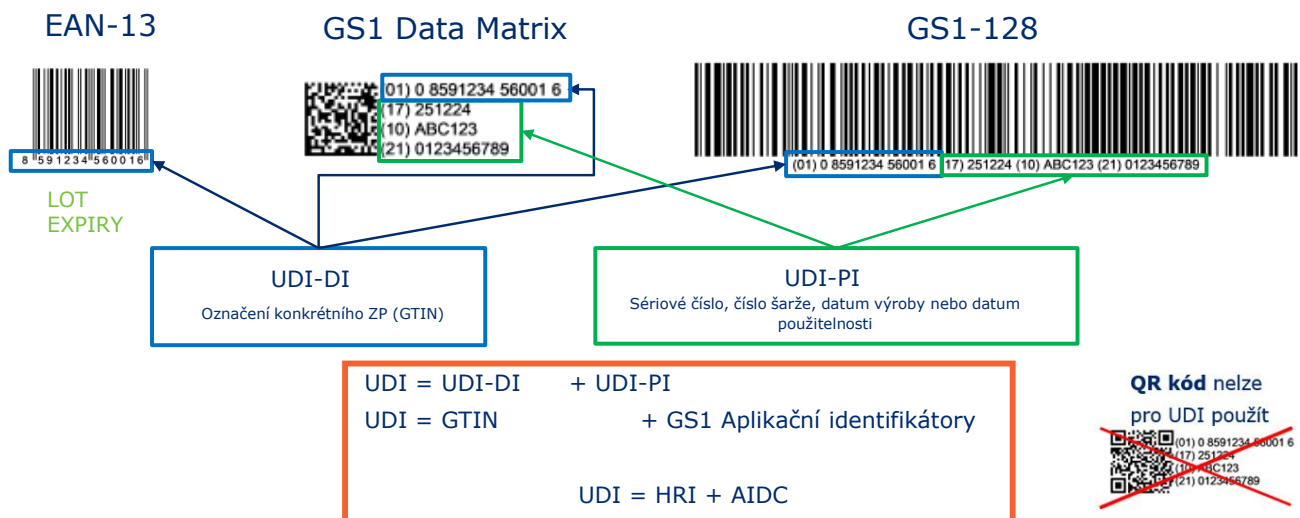 EAN-13
GS1 Data Matrix
GS1-128
8 591234 560016
(01) 0 8591234 56001 6
(17) 251224
(10) ABC123
(21) 0123456789
(01) 0 8591234 56001 6 (17) 251224 (10) ABC123 (21) 0123456789
LOT
EXPIRY
UDI-DI
Označení konkrétního ZP (GTIN)
UDI-PI
Sériové číslo, číslo šarže, datum výroby nebo datum
použitelnosti
UDI = UDI-DI + UDI-PI
UDI = GTIN + GS1 Aplikační identifikátory
UDI = HRI + AIDC
QR kód nelze
pro UDI použít
(01) 0 8591234 56001 6
(17) 251224
(10) ABC123
(21) 0123456789